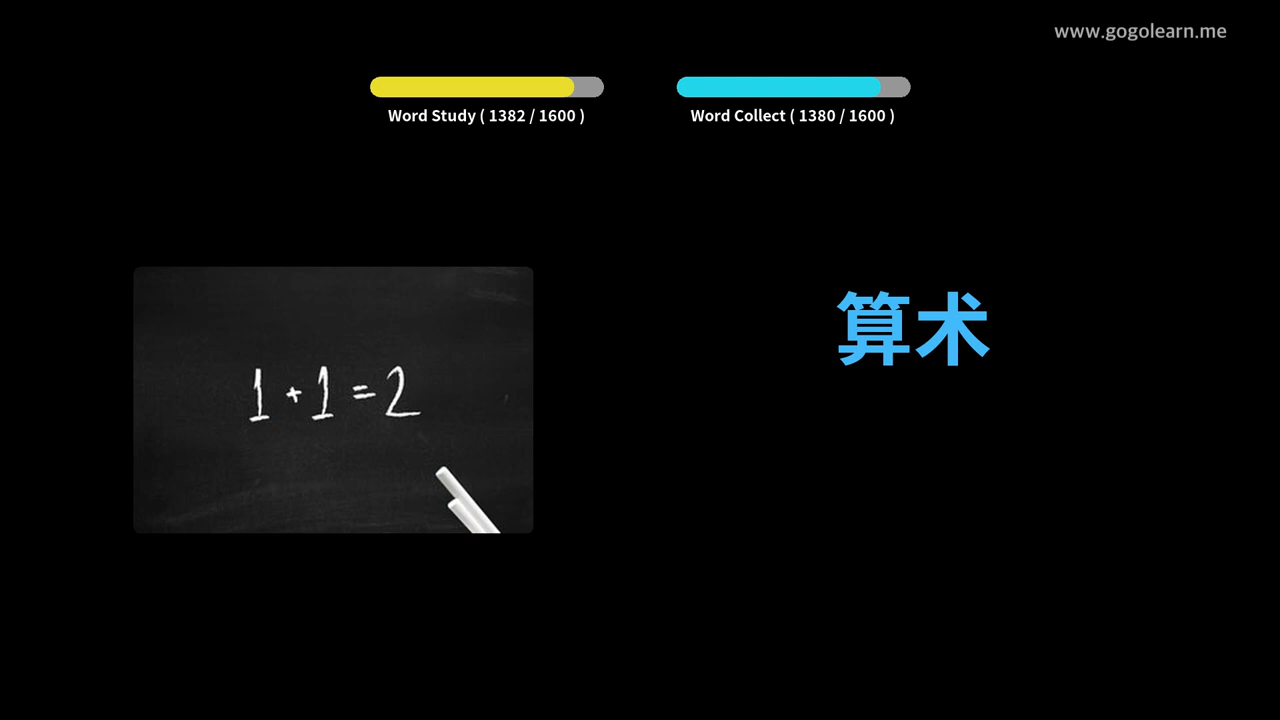 www.gogolearn.me
Word Study ( 1382 / 1600 )
Word Collect ( 1380 / 1600 )
算术
1 + 1 = 2